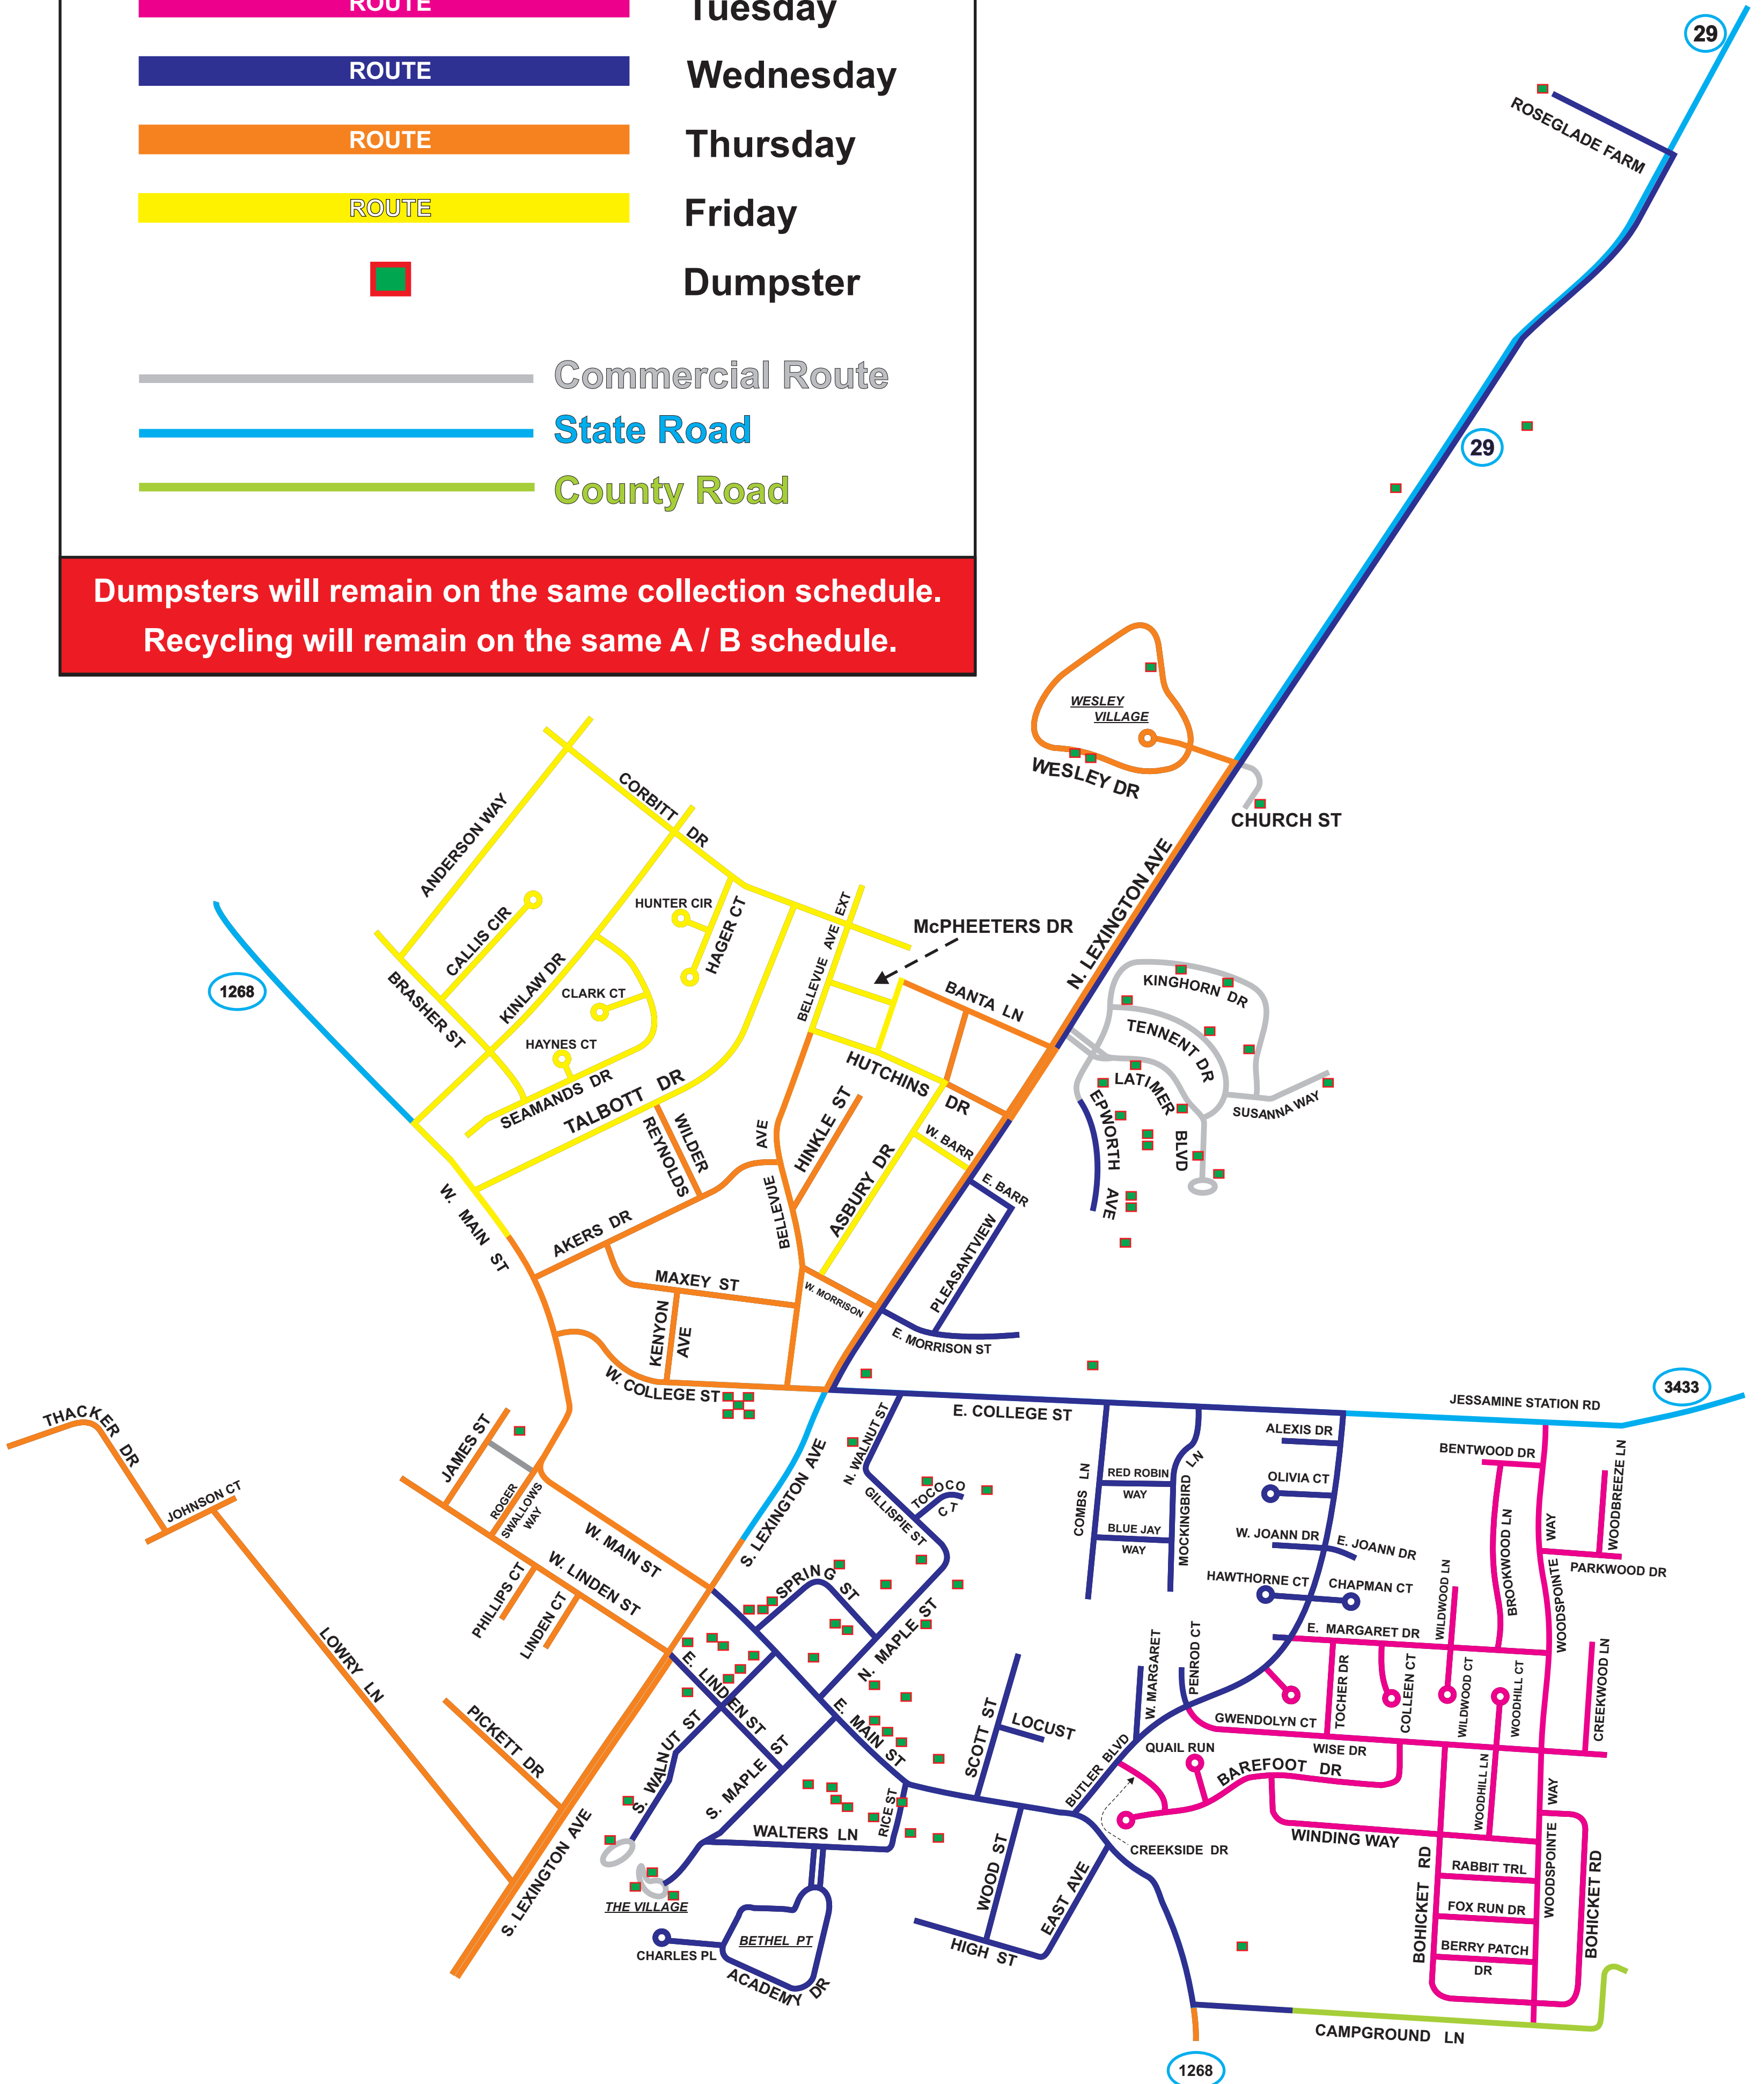 ROUTE Tuesday
ROUTE Wednesday
ROUTE Thursday
ROUTE Friday
Dumpster
Commercial Route
State Road
County Road
Dumpsters will remain on the same collection schedule.
Recycling will remain on the same A / B schedule.
29
ROSEGLADE FARM
29
WESLEY
VILLAGE
WESLEY DR
CHURCH ST
N. LEXINGTON AVE
CORBITT DR
ANDERSON WAY
CALLIS CIR
HUNTER CIR
HAGER CT
BELLEVUE AVE EXT
McPHEETERS DR
1268
BRASHER ST
KINLAW DR
CLARK CT
HAYNES CT
SEAMANDS DR
TALBOTT DR
BANTA LN
HUTCHINS DR
KINGHORN DR
TENNENT DR
LATIMER BLVD
SUSANNA WAY
EPWORTH AVE
WILDER
REYNOLDS
BELLEVUE AVE
HINKLE ST
ASBURY DR
W. BARR
E. BARR
PLEASANTVIEW
W. MAIN ST
AKERS DR
MAXEY ST
KENYON
AVE
W. MORRISON
E. MORRISON ST
W. COLLEGE ST
E. COLLEGE ST
JESSAMINE STATION RD
3433
THACKER DR
JOHNSON CT
JAMES ST
ROGER
SWALLOWS
WAY
W. MAIN ST
W. LINDEN ST
PHILLIPS CT
LINDEN CT
LOWRY LN
PICKETT DR
S. LEXINGTON AVE
S. LEXINGTON AVE
N. WALNUT ST
GILLISPIE ST
TOCOCO
CT
SPRING ST
N. MAPLE ST
E. LINDEN ST
E. MAIN ST
S. WALNUT ST
S. MAPLE ST
WALTERS LN
RICE ST
THE VILLAGE
CHARLES PL
BETHEL PT
ACADEMY DR
COMBS LN
RED ROBIN
WAY
BLUE JAY
WAY
MOCKINGBIRD LN
ALEXIS DR
OLIVIA CT
W. JOANN DR
E. JOANN DR
HAWTHORNE CT
CHAPMAN CT
BENTWOOD DR
BROOKWOOD LN
WOODSPOINTE WAY
WOODBREEZE LN
PARKWOOD DR
WILDWOOD LN
E. MARGARET DR
W. MARGARET
PENROD CT
GWENDOLYN CT
TOCHER DR
COLLEEN CT
WILDWOOD CT
WOODHILL CT
CREEKWOOD LN
WISE DR
SCOTT ST
LOCUST
BUTLER BLVD
QUAIL RUN
BAREFOOT DR
WOODHILL LN
WINDING WAY
CREEKSIDE DR
WOOD ST
EAST AVE
HIGH ST
RABBIT TRL
FOX RUN DR
BERRY PATCH
DR
BOHICKET RD
WOODSPOINTE WAY
BOHICKET RD
CAMPGROUND LN
1268